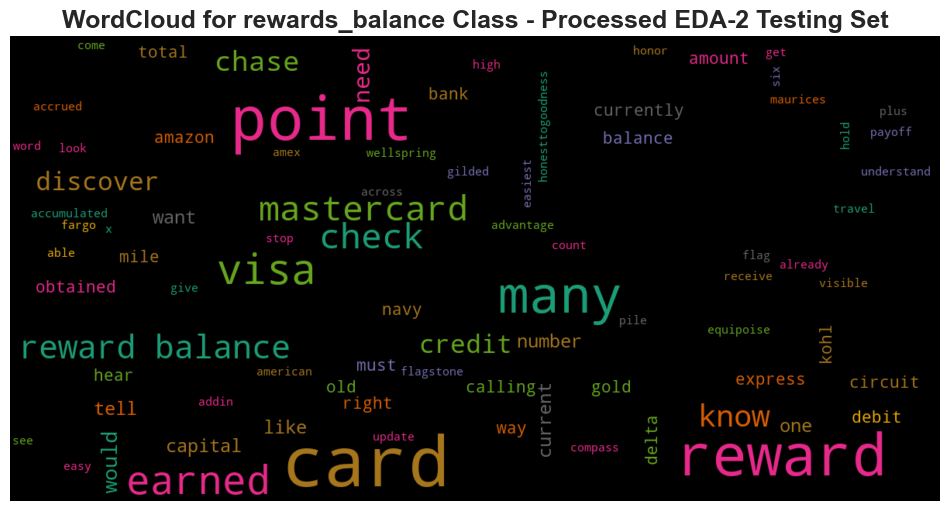 WordCloud for rewards_balance Class - Processed EDA-2 Testing Set
come
total
chase
need
high
honor
amount
get
six
bank
point
accrued
currently
maurices
plus
amazon
balance
hold
payoff
word
look
amex
wellspring
honesttogoodness
gilded
easiest
understand
discover
across
accumulated
want
mastercard
travel
fargo
x
advantage
stop
check
count
able
mile
visa
flag
already
obtained
give
many
receive
visible
navy
pile
reward balance
credit
number
equipoise
kohl
must
hear
american
flagstone
express
circuit
old
calling
gold
tell
addin
right
current
know
one
debit
see
would
capital
like
update
way
delta
compass
easy
earned
card
reward